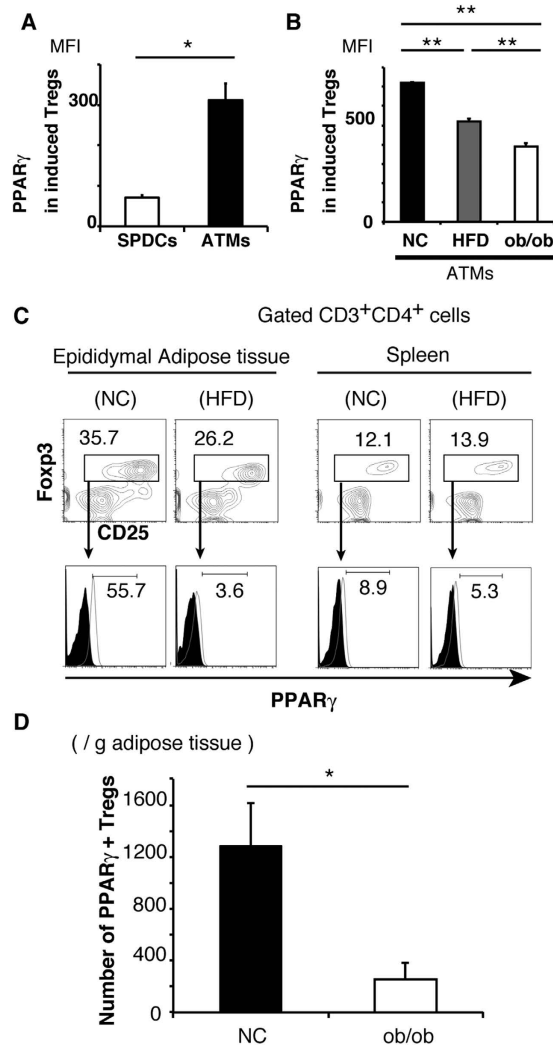 A
MFI
*
PPARγ
in induced Tregs
300
0
SPDCs
ATMs
B
MFI
**
**
**
PPARγ
in induced Tregs
500
0
NC
HFD
ob/ob
ATMs
C
Gated CD3+CD4+ cells
Epididymal Adipose tissue
Spleen
(NC)
(HFD)
(NC)
(HFD)
35.7
26.2
12.1
13.9
Foxp3
CD25
55.7
3.6
8.9
5.3
PPARγ
D
( / g adipose tissue )
*
Number of PPARγ + Tregs
1600
1200
800
400
0
NC
ob/ob